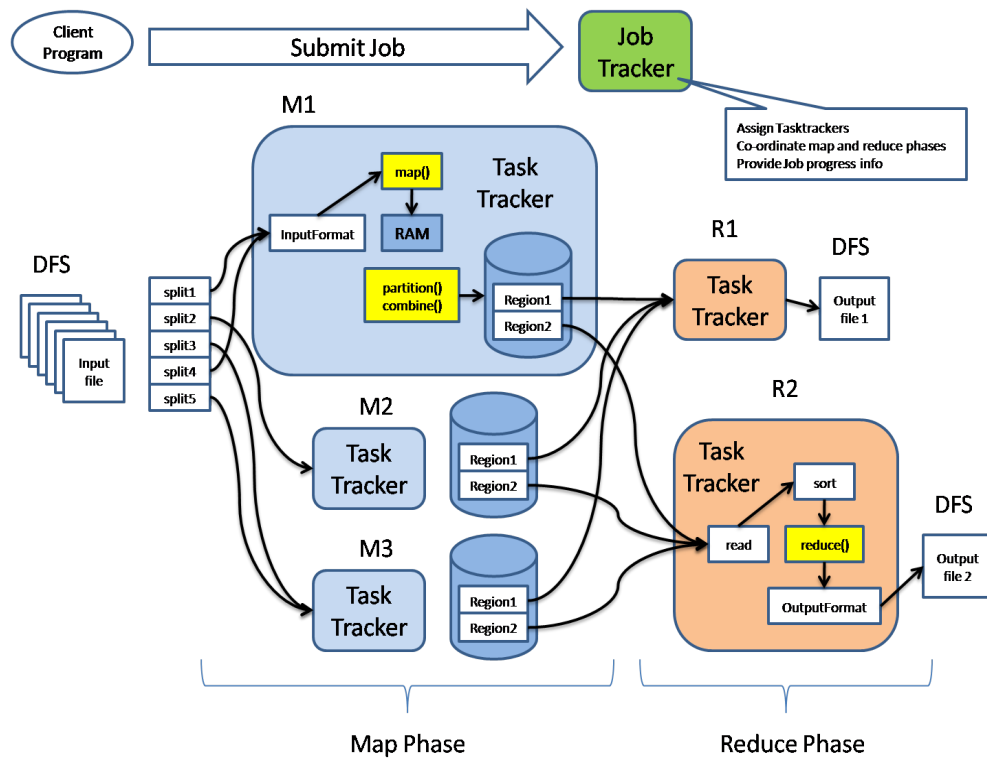 Client
Program
Submit Job
Job
Tracker
Assign Tasktrackers
Co-ordinate map and reduce phases
Provide Job progress info
M1
Task
Tracker
map()
InputFormat
RAM
partition()
combine()
Region1
Region2
DFS
Input
file
split1
split2
split3
split4
split5
M2
Task
Tracker
Region1
Region2
M3
Task
Tracker
Region1
Region2
R1
Task
Tracker
DFS
Output
file 1
R2
Task
Tracker
sort
read
reduce()
OutputFormat
DFS
Output
file 2
Map Phase
Reduce Phase